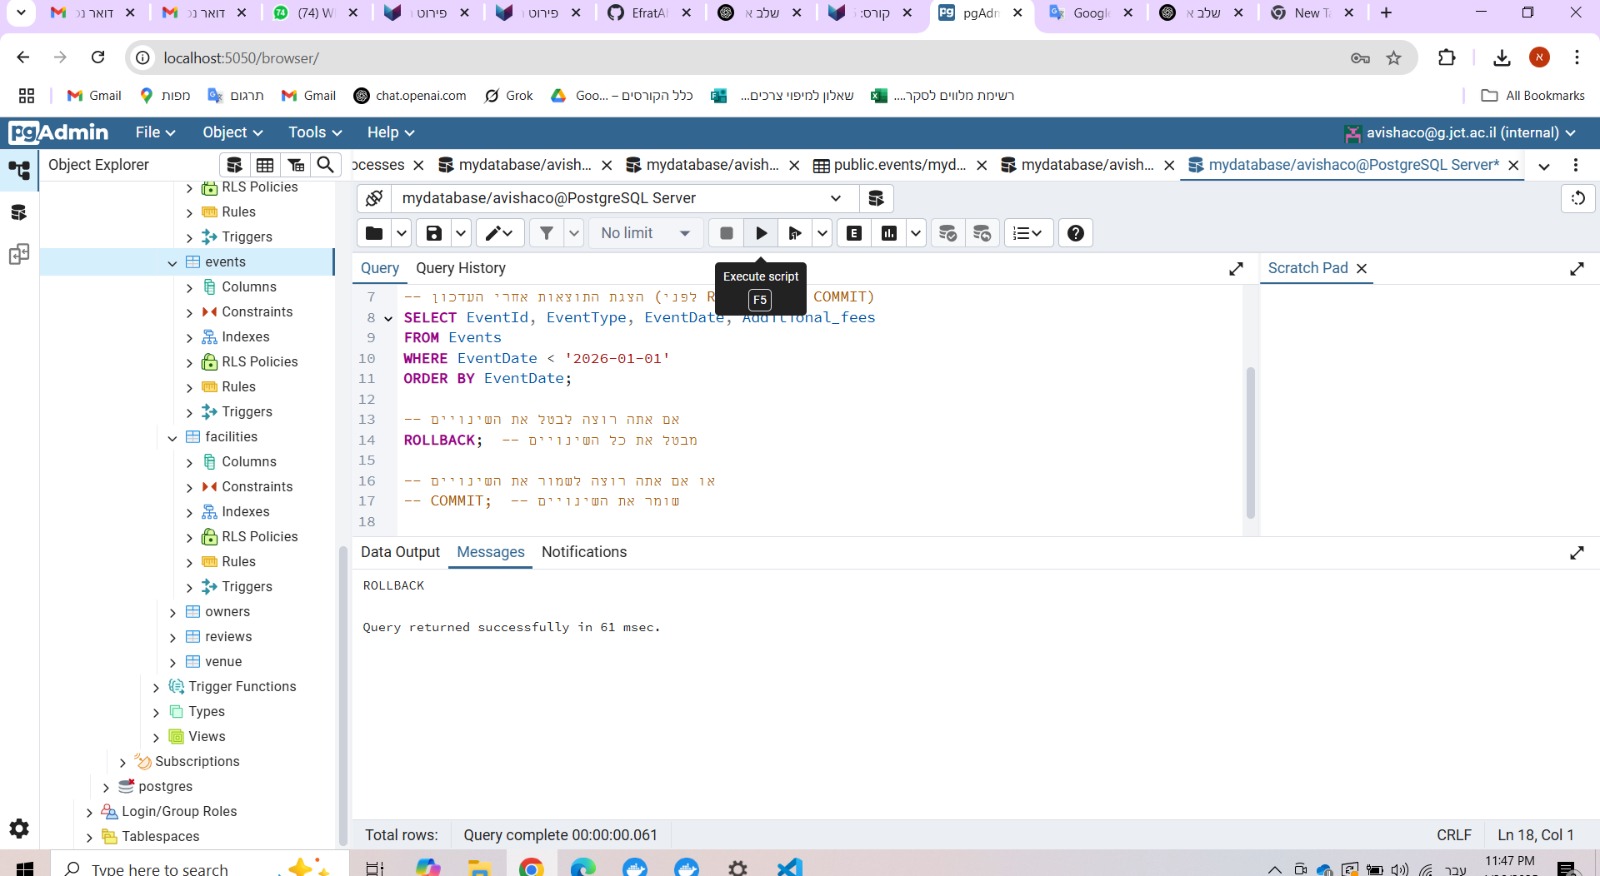 דואר נכ
דואר נכ
(74) W
פירוט ו
פירוט ו
EfratA
שלב א
קורס:
pgAdn
Google
שלב א
New Ta
localhost:5050/browser/
Gmail
מפות
תרגום
Gmail
chat.openai.com
Grok
כלל הקורסים – Goo...
שאלון למיפוי צרכים...
רשימת מלווים לסקר....
All Bookmarks
pgAdmin
File
Object
Tools
Help
avishaco@g.jct.ac.il (internal)
Object Explorer
ocesses
mydatabase/avish...
mydatabase/avish...
public.events/myd...
mydatabase/avish...
mydatabase/avishaco@PostgreSQL Server*
RLS Policies
Rules
Triggers
events
Columns
Constraints
Indexes
RLS Policies
Rules
Triggers
facilities
Columns
Constraints
Indexes
RLS Policies
Rules
Triggers
owners
reviews
venue
Trigger Functions
Types
Views
Subscriptions
postgres
Login/Group Roles
Tablespaces
mydatabase/avishaco@PostgreSQL Server
No limit
E
Query
Query History
Execute script
F5
Scratch Pad
7 -- הצגת התוצאות אחרי העדכון (לפני R COMMIT)
8 SELECT EventId, EventType, EventDate, Additional_fees
9 FROM Events
10 WHERE EventDate < '2026-01-01'
11 ORDER BY EventDate;
12
13 -- אם אתה רוצה לבטל את השינויים
14 ROLLBACK; -- מבטל את כל השינויים
15
16 -- או אם אתה רוצה לשמור את השינויים
17 -- COMMIT; -- שומר את השינויים
18
Data Output
Messages
Notifications
ROLLBACK
Query returned successfully in 61 msec.
Total rows:
Query complete 00:00:00.061
CRLF
Ln 18, Col 1
Type here to search
עבר
11:47 PM